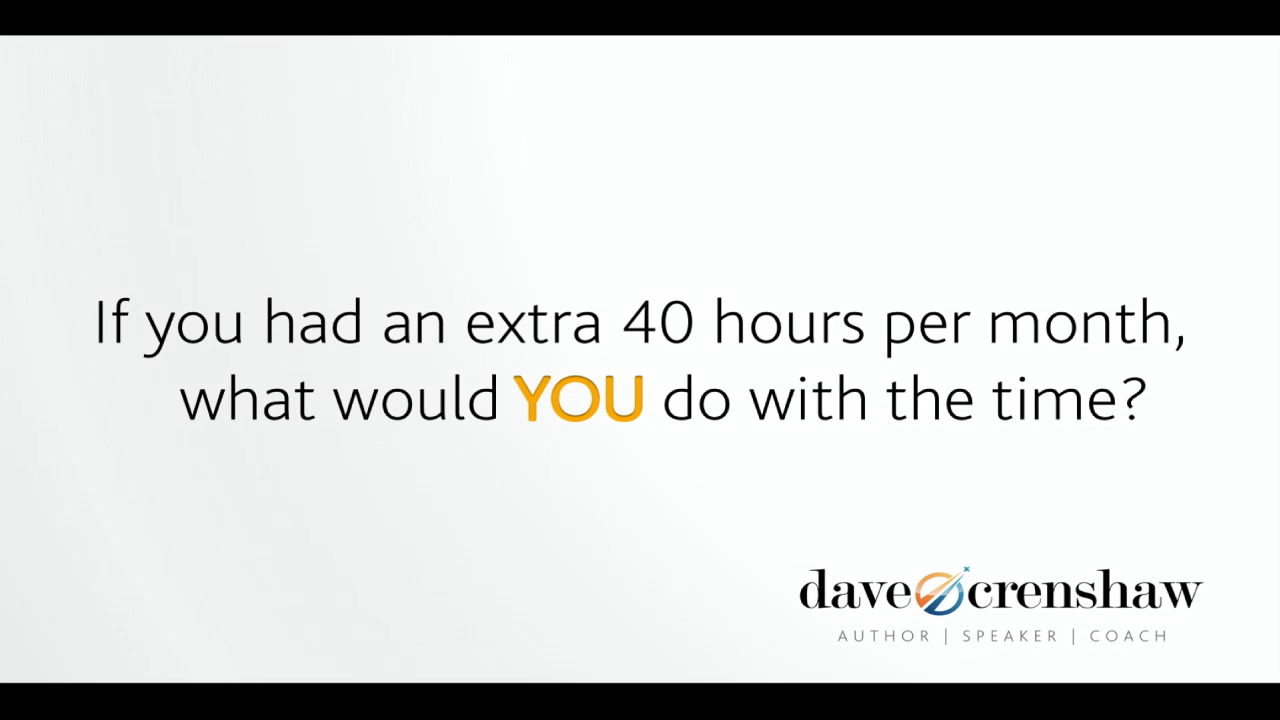 If you had an extra 40 hours per month,
what would YOU do with the time?
dave crenshaw
AUTHOR | SPEAKER | COACH